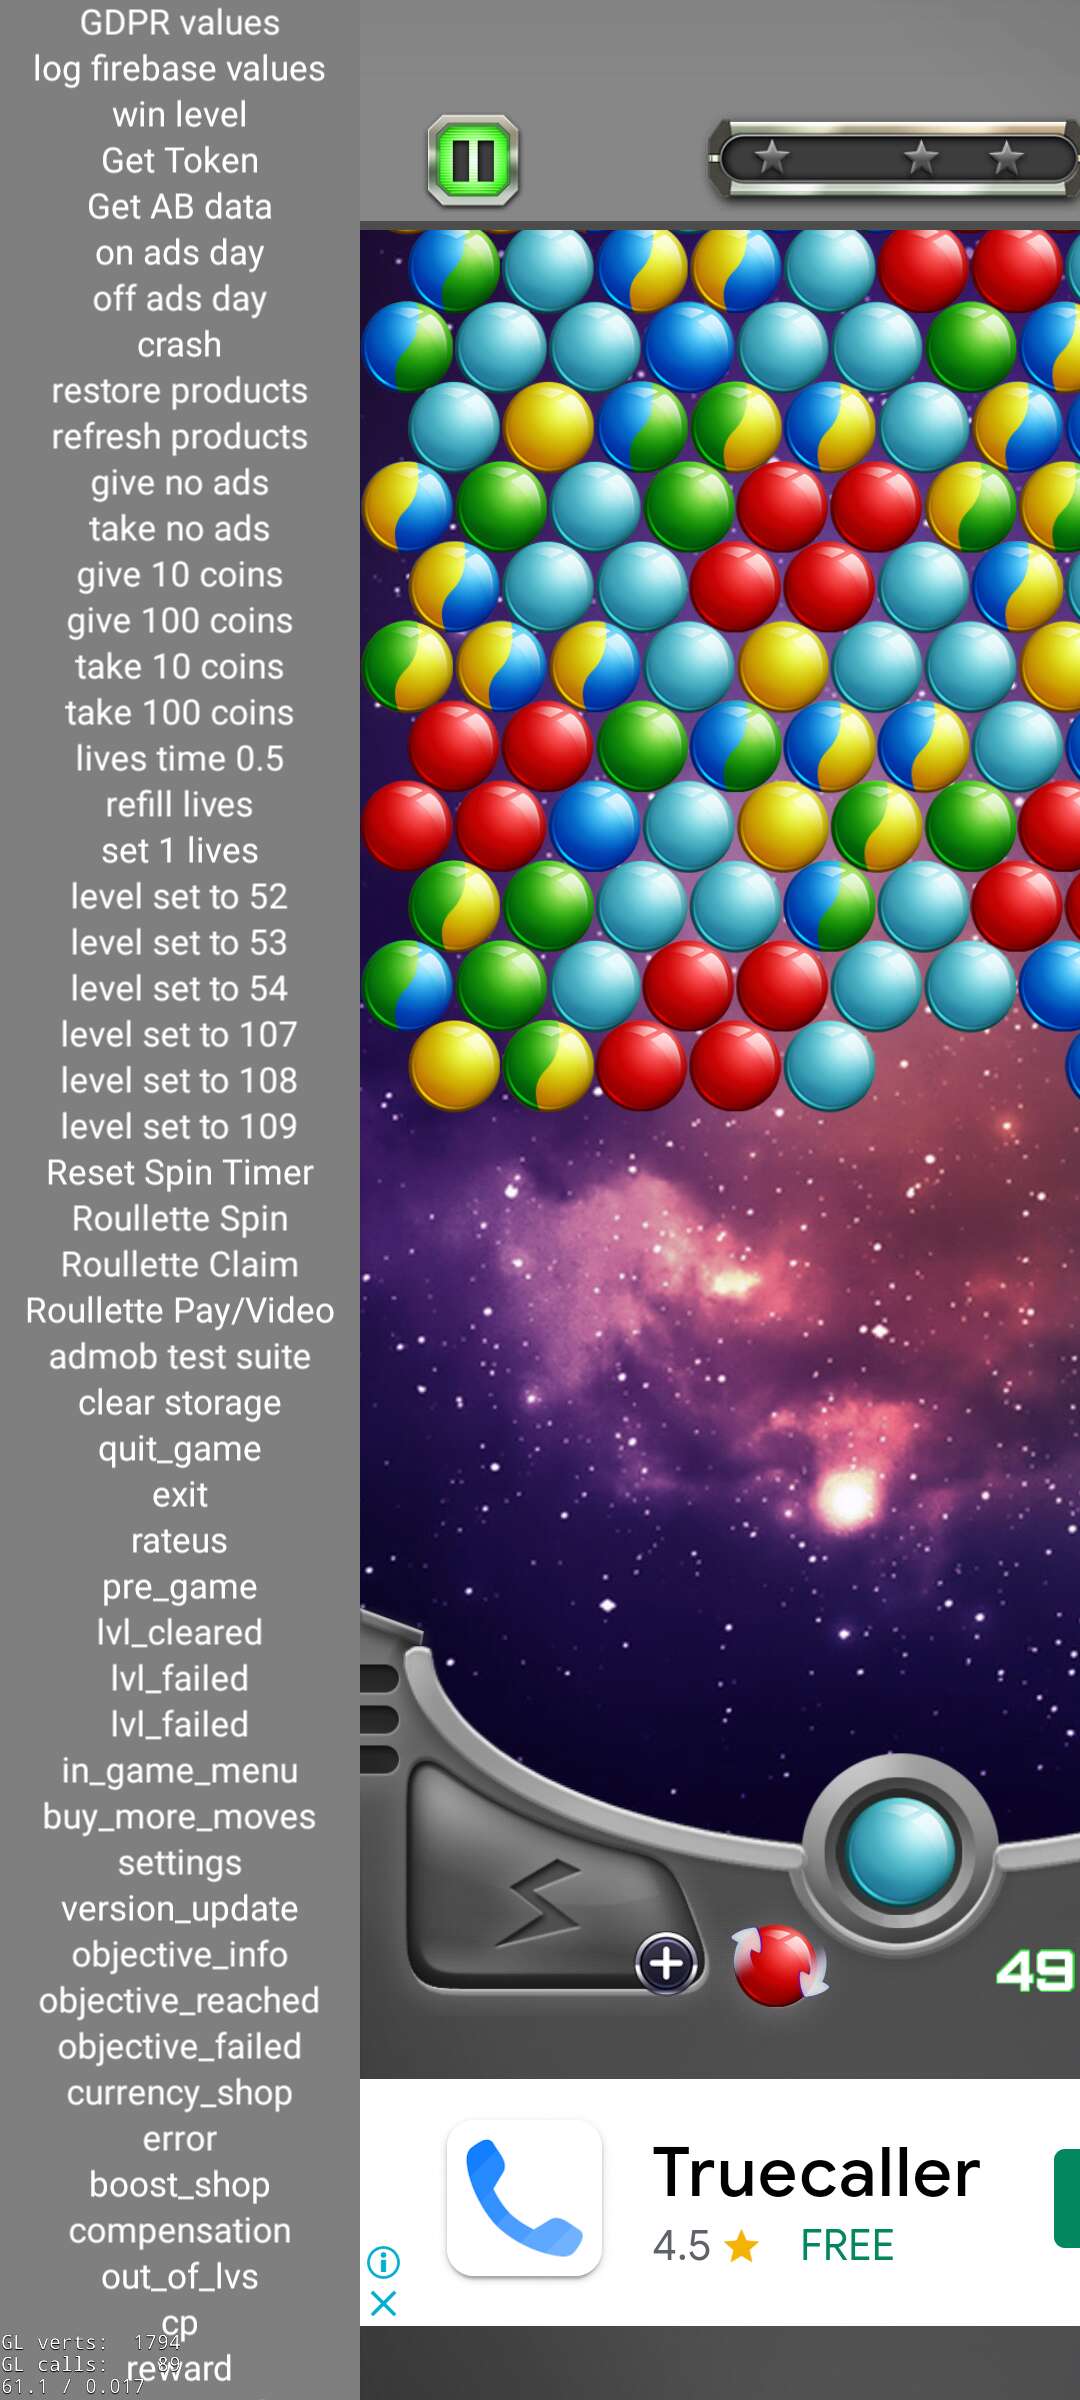 GDPR values
log firebase values
win level
Get Token
Get AB data
on ads day
off ads day
crash
restore products
refresh products
give no ads
take no ads
give 10 coins
give 100 coins
take 10 coins
take 100 coins
lives time 0.5
refill lives
set 1 lives
level set to 52
level set to 53
level set to 54
level set to 107
level set to 108
level set to 109
Reset Spin Timer
Roullette Spin
Roullette Claim
Roullette Pay/Video
admob test suite
clear storage
quit_game
exit
rateus
pre_game
lvl_cleared
lvl_failed
lvl_failed
in_game_menu
buy_more_moves
settings
version_update
objective_info
objective_reached
objective_failed
currency_shop
error
boost_shop
compensation
out_of_lvs
cp
reward
GL verts: 1794
GL calls: 89
61.1 / 0.017
49
Truecaller
4.5 FREE